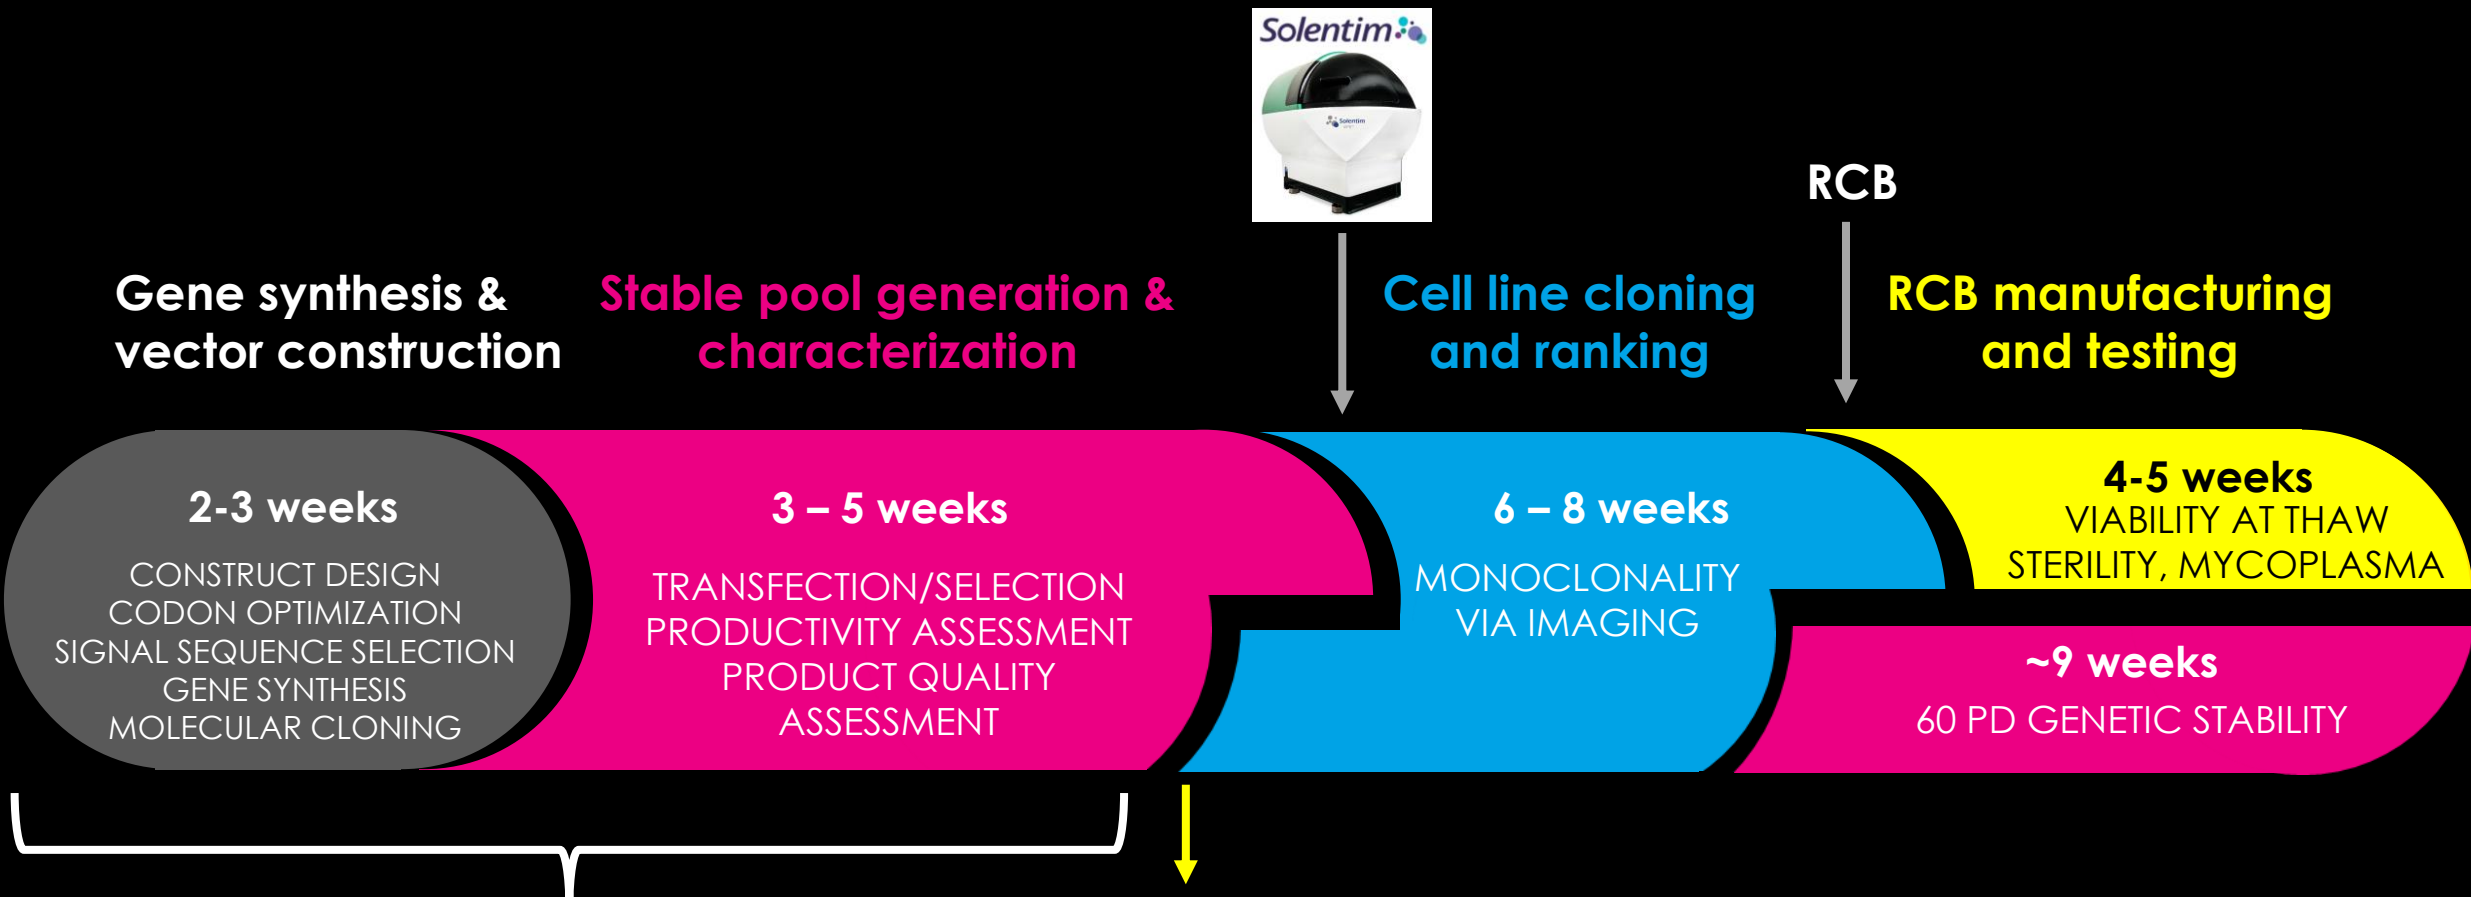 Solentim
Solentim
RCB
Gene synthesis &
vector construction
Stable pool generation &
characterization
Cell line cloning
and ranking
RCB manufacturing
and testing
2-3 weeks
CONSTRUCT DESIGN
CODON OPTIMIZATION
SIGNAL SEQUENCE SELECTION
GENE SYNTHESIS
MOLECULAR CLONING
3 – 5 weeks
TRANSFECTION/SELECTION
PRODUCTIVITY ASSESSMENT
PRODUCT QUALITY
ASSESSMENT
6 – 8 weeks
MONOCLONALITY
VIA IMAGING
4-5 weeks
VIABILITY AT THAW
STERILITY, MYCOPLASMA
~9 weeks
60 PD GENETIC STABILITY